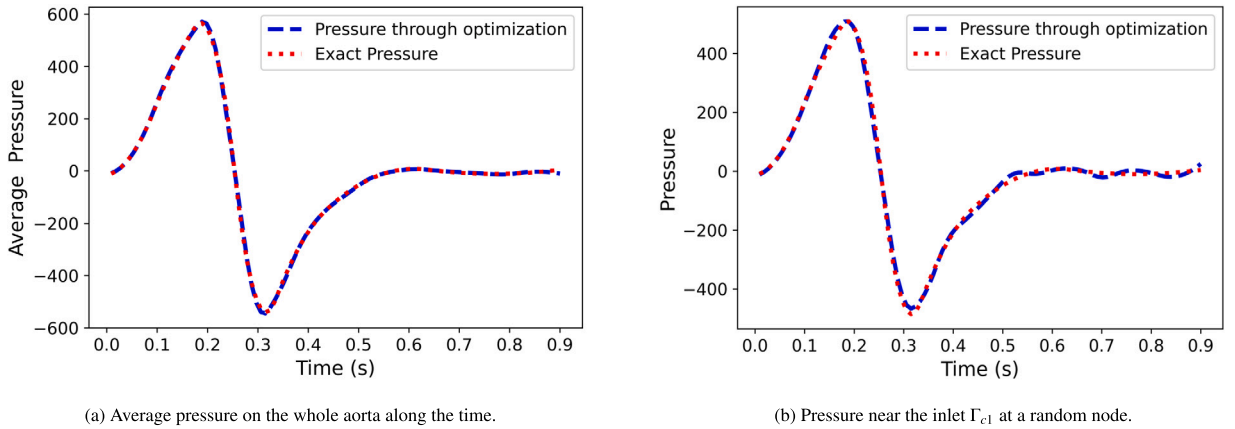 600
400
200
0
−200
−400
−600
Average Pressure
Pressure through optimization
Exact Pressure
0.0 0.1 0.2 0.3 0.4 0.5 0.6 0.7 0.8 0.9
Time (s)
(a) Average pressure on the whole aorta along the time.
400
200
0
−200
−400
Pressure
Pressure through optimization
Exact Pressure
0.0 0.1 0.2 0.3 0.4 0.5 0.6 0.7 0.8 0.9
Time (s)
(b) Pressure near the inlet Γc1 at a random node.